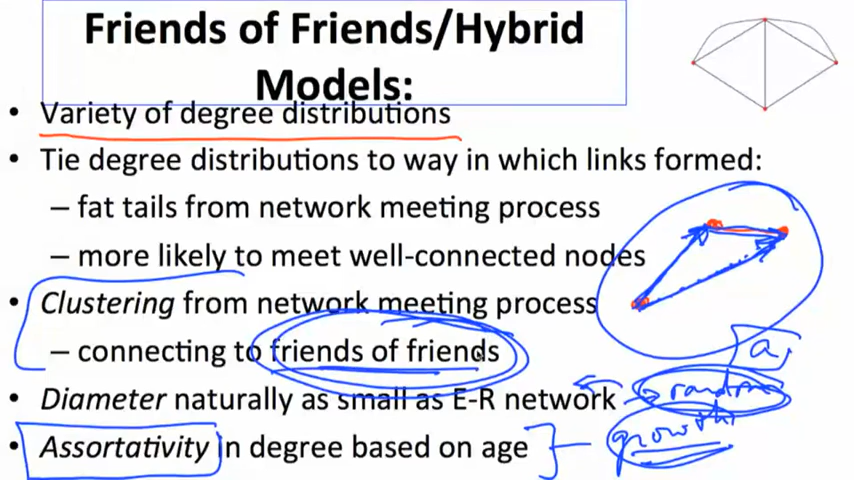 Friends of Friends/Hybrid
Models:
• Variety of degree distributions
• Tie degree distributions to way in which links formed:
– fat tails from network meeting process
– more likely to meet well-connected nodes
• Clustering from network meeting process
– connecting to friends of friends
a
• Diameter naturally as small as E-R network
random
• Assortativity in degree based on age
growth